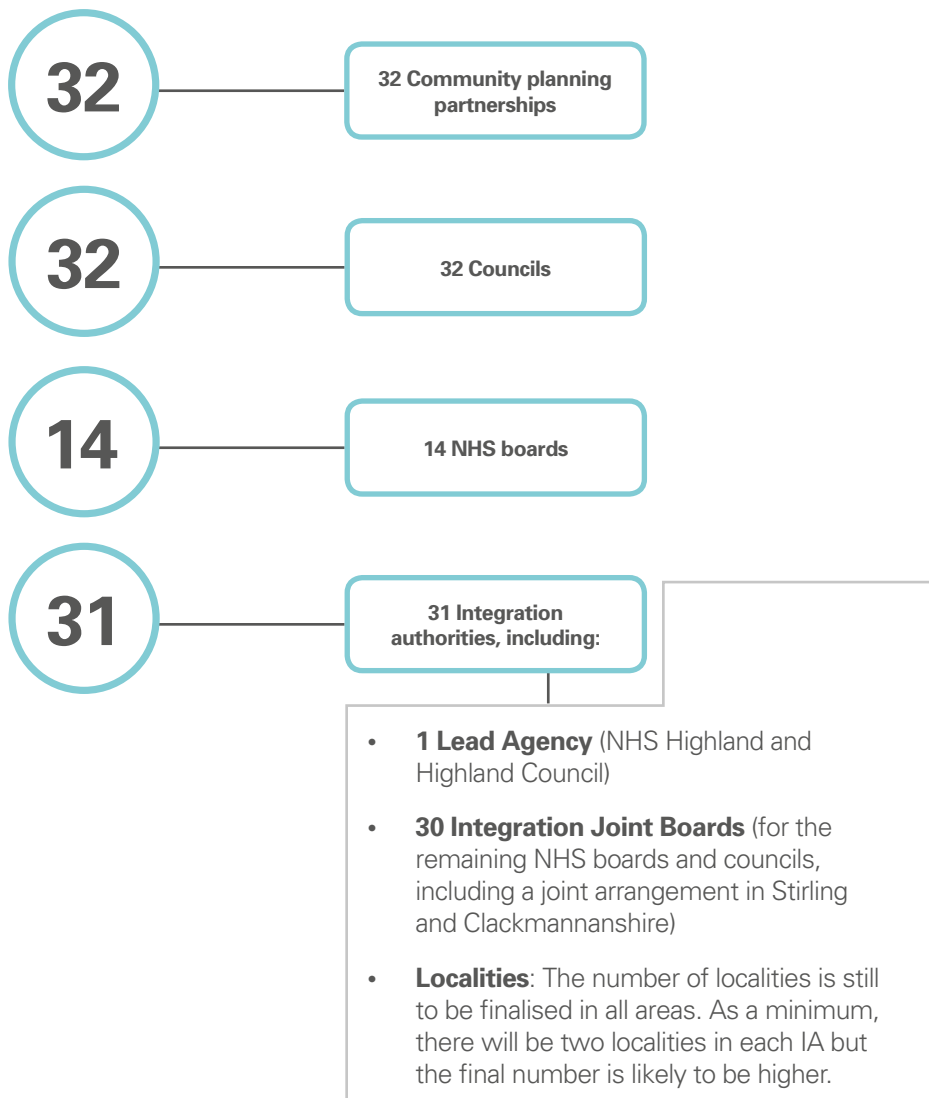 32
32 Community planning
partnerships
32
32 Councils
14
14 NHS boards
31
31 Integration
authorities, including:
• 1 Lead Agency (NHS Highland and
Highland Council)
• 30 Integration Joint Boards (for the
remaining NHS boards and councils,
including a joint arrangement in Stirling
and Clackmannanshire)
• Localities: The number of localities is still
to be finalised in all areas. As a minimum,
there will be two localities in each IA but
the final number is likely to be higher.